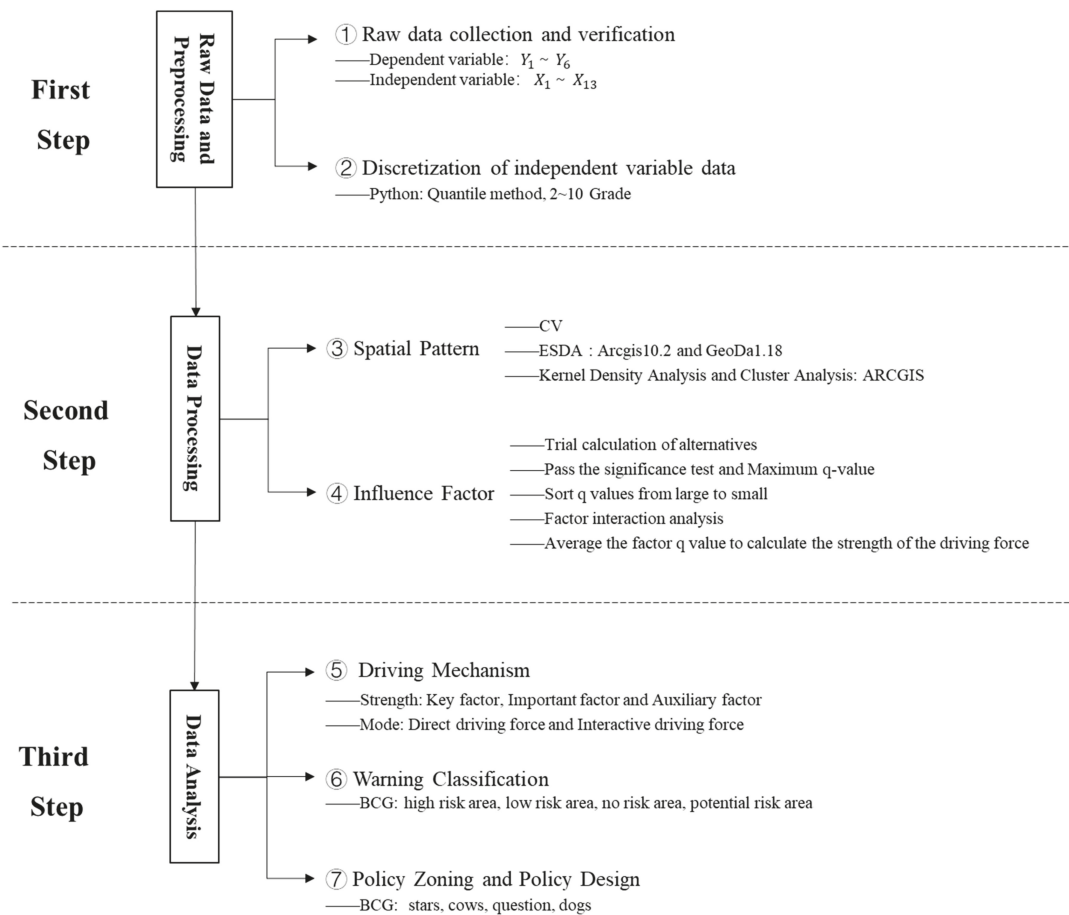 First
Step
Raw Data and
Preprocessing
① Raw data collection and verification
——Dependent variable: Y₁ ~ Y₆
——Independent variable: X₁ ~ X₁₃
② Discretization of independent variable data
——Python: Quantile method, 2~10 Grade
Second
Step
Data Processing
③ Spatial Pattern
——CV
——ESDA : Arcgis10.2 and GeoDa1.18
——Kernel Density Analysis and Cluster Analysis: ARCGIS
④ Influence Factor
——Trial calculation of alternatives
——Pass the significance test and Maximum q-value
——Sort q values from large to small
——Factor interaction analysis
——Average the factor q value to calculate the strength of the driving force
Third
Step
Data Analysis
⑤ Driving Mechanism
——Strength: Key factor, Important factor and Auxiliary factor
——Mode: Direct driving force and Interactive driving force
⑥ Warning Classification
——BCG: high risk area, low risk area, no risk area, potential risk area
⑦ Policy Zoning and Policy Design
——BCG: stars, cows, question, dogs